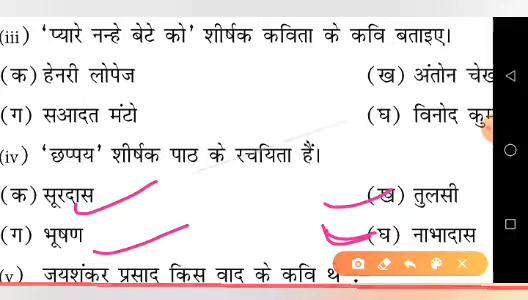 (iii) ‘प्यारे नन्हे बेटे को’ शीर्षक कविता के कवि बताइए।
(क) हेनरी लोपेज (ख) अंतोन
(ग) सआदत मंटो (घ) विनोद
(iv) ‘छप्पय’ शीर्षक पाठ के रचयिता हैं।
(क) सूरदास (ख) तुलसी
(ग) भूषण (घ) नाभादास
(v) जयशंकर प्रसाद किस वाद के कवि